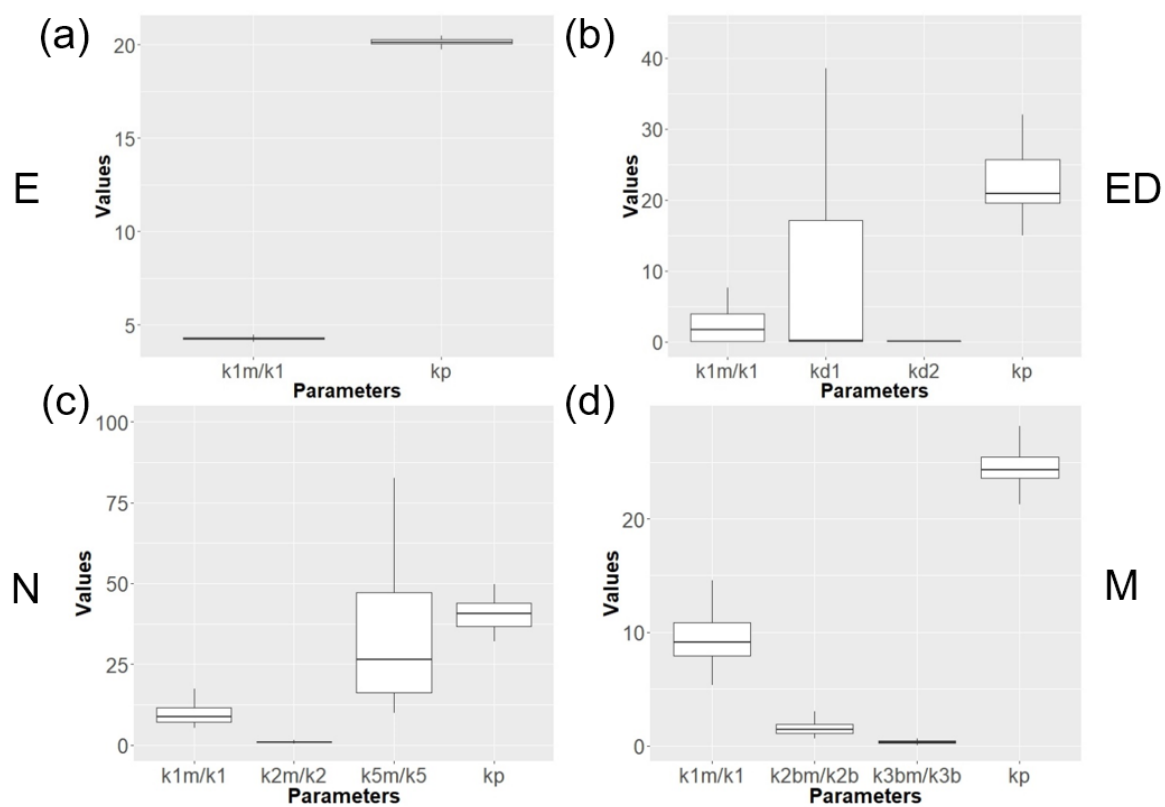 (a)
E
Values
20
15
10
5
k1m/k1 kp
Parameters
(b)
ED
Values
40
30
20
10
0
k1m/k1 kd1 kd2 kp
Parameters
(c)
N
Values
100
75
50
25
0
k1m/k1 k2m/k2 k5m/k5 kp
Parameters
(d)
M
Values
20
10
0
k1m/k1 k2bm/k2b k3bm/k3b kp
Parameters